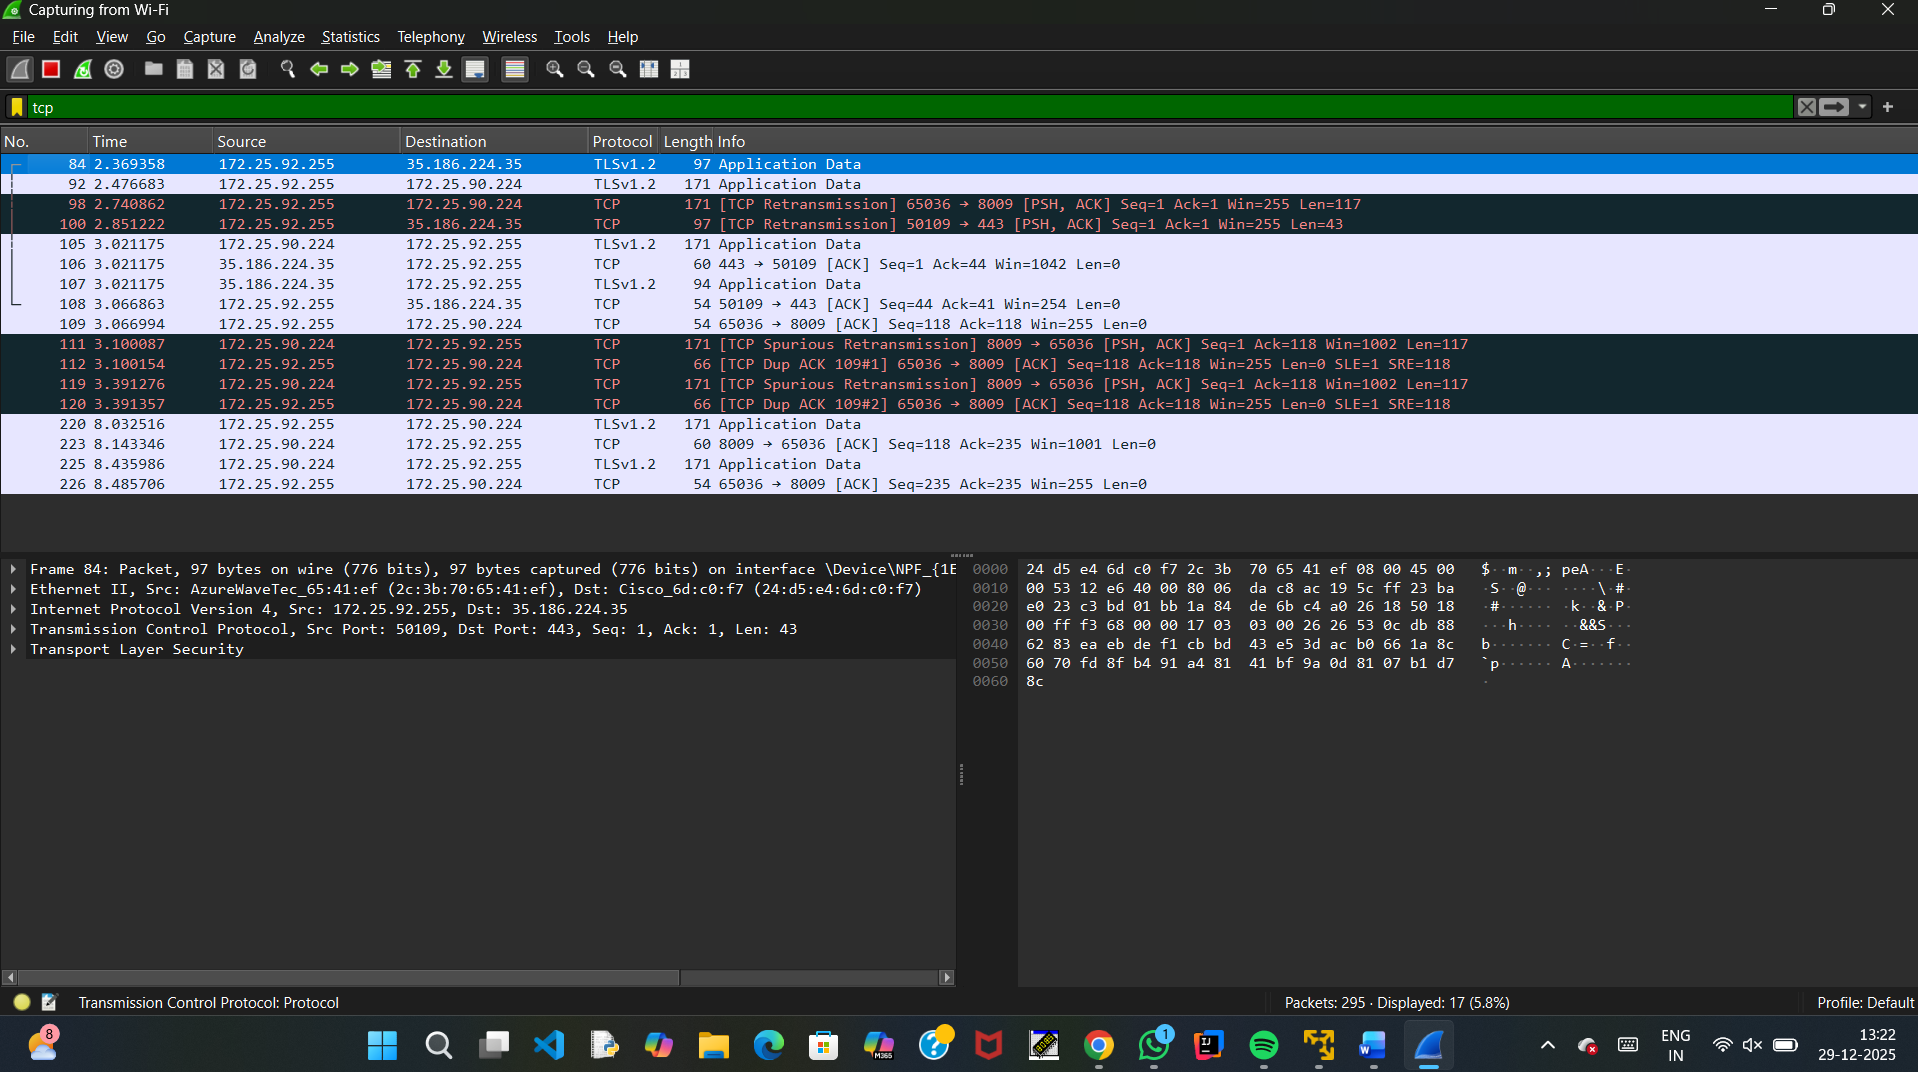 Capturing from Wi-Fi
File Edit View Go Capture Analyze Statistics Telephony Wireless Tools Help
tcp
No. Time Source Destination Protocol Length Info
84 2.369358 172.25.92.255 35.186.224.35 TLSv1.2 97 Application Data
92 2.476683 172.25.92.255 172.25.90.224 TLSv1.2 171 Application Data
98 2.740862 172.25.92.255 172.25.90.224 TCP 171 [TCP Retransmission] 65036 → 8009 [PSH, ACK] Seq=1 Ack=1 Win=255 Len=117
100 2.851222 172.25.92.255 35.186.224.35 TCP 97 [TCP Retransmission] 50109 → 443 [PSH, ACK] Seq=1 Ack=1 Win=255 Len=43
105 3.021175 172.25.90.224 172.25.92.255 TLSv1.2 171 Application Data
106 3.021175 35.186.224.35 172.25.92.255 TCP 60 443 → 50109 [ACK] Seq=1 Ack=44 Win=1042 Len=0
107 3.021175 35.186.224.35 172.25.92.255 TLSv1.2 94 Application Data
108 3.066863 172.25.92.255 35.186.224.35 TCP 54 50109 → 443 [ACK] Seq=44 Ack=41 Win=254 Len=0
109 3.066994 172.25.92.255 172.25.90.224 TCP 54 65036 → 8009 [ACK] Seq=118 Ack=118 Win=255 Len=0
111 3.100087 172.25.90.224 172.25.92.255 TCP 171 [TCP Spurious Retransmission] 8009 → 65036 [PSH, ACK] Seq=1 Ack=118 Win=1002 Len=117
112 3.100154 172.25.92.255 172.25.90.224 TCP 66 [TCP Dup ACK 109#1] 65036 → 8009 [ACK] Seq=118 Ack=118 Win=255 Len=0 SLE=1 SRE=118
119 3.391276 172.25.90.224 172.25.92.255 TCP 171 [TCP Spurious Retransmission] 8009 → 65036 [PSH, ACK] Seq=1 Ack=118 Win=1002 Len=117
120 3.391357 172.25.92.255 172.25.90.224 TCP 66 [TCP Dup ACK 109#2] 65036 → 8009 [ACK] Seq=118 Ack=118 Win=255 Len=0 SLE=1 SRE=118
220 8.032516 172.25.92.255 172.25.90.224 TLSv1.2 171 Application Data
223 8.143346 172.25.90.224 172.25.92.255 TCP 60 8009 → 65036 [ACK] Seq=118 Ack=235 Win=1001 Len=0
225 8.435986 172.25.90.224 172.25.92.255 TLSv1.2 171 Application Data
226 8.485706 172.25.92.255 172.25.90.224 TCP 54 65036 → 8009 [ACK] Seq=235 Ack=235 Win=255 Len=0
Frame 84: Packet, 97 bytes on wire (776 bits), 97 bytes captured (776 bits) on interface \Device\NPF_{1E
Ethernet II, Src: AzureWaveTec_65:41:ef (2c:3b:70:65:41:ef), Dst: Cisco_6d:c0:f7 (24:d5:e4:6d:c0:f7)
Internet Protocol Version 4, Src: 172.25.92.255, Dst: 35.186.224.35
Transmission Control Protocol, Src Port: 50109, Dst Port: 443, Seq: 1, Ack: 1, Len: 43
Transport Layer Security
0000 24 d5 e4 6d c0 f7 2c 3b 70 65 41 ef 08 00 45 00 $··m··,; peA···E·
0010 00 53 12 e6 40 00 80 06 da c8 ac 19 5c ff 23 ba ·S··@··· ····\·#·
0020 e0 23 c3 bd 01 bb 1a 84 de 6b c4 a0 26 18 50 18 ·#······ ·k··&·P·
0030 00 ff f3 68 00 00 17 03 03 00 26 26 53 0c db 88 ···h···· ··&&S···
0040 62 83 ea eb de f1 cb bd 43 e5 3d ac b0 66 1a 8c b······· C·=··f··
0050 60 70 fd 8f b4 91 a4 81 41 bf 9a 0d 81 07 b1 d7 `p······ A·······
0060 8c ·
Transmission Control Protocol: Protocol
Packets: 295 · Displayed: 17 (5.8%)
Profile: Default
8
M365
1
IJ
W
ENG
IN
13:22
29-12-2025